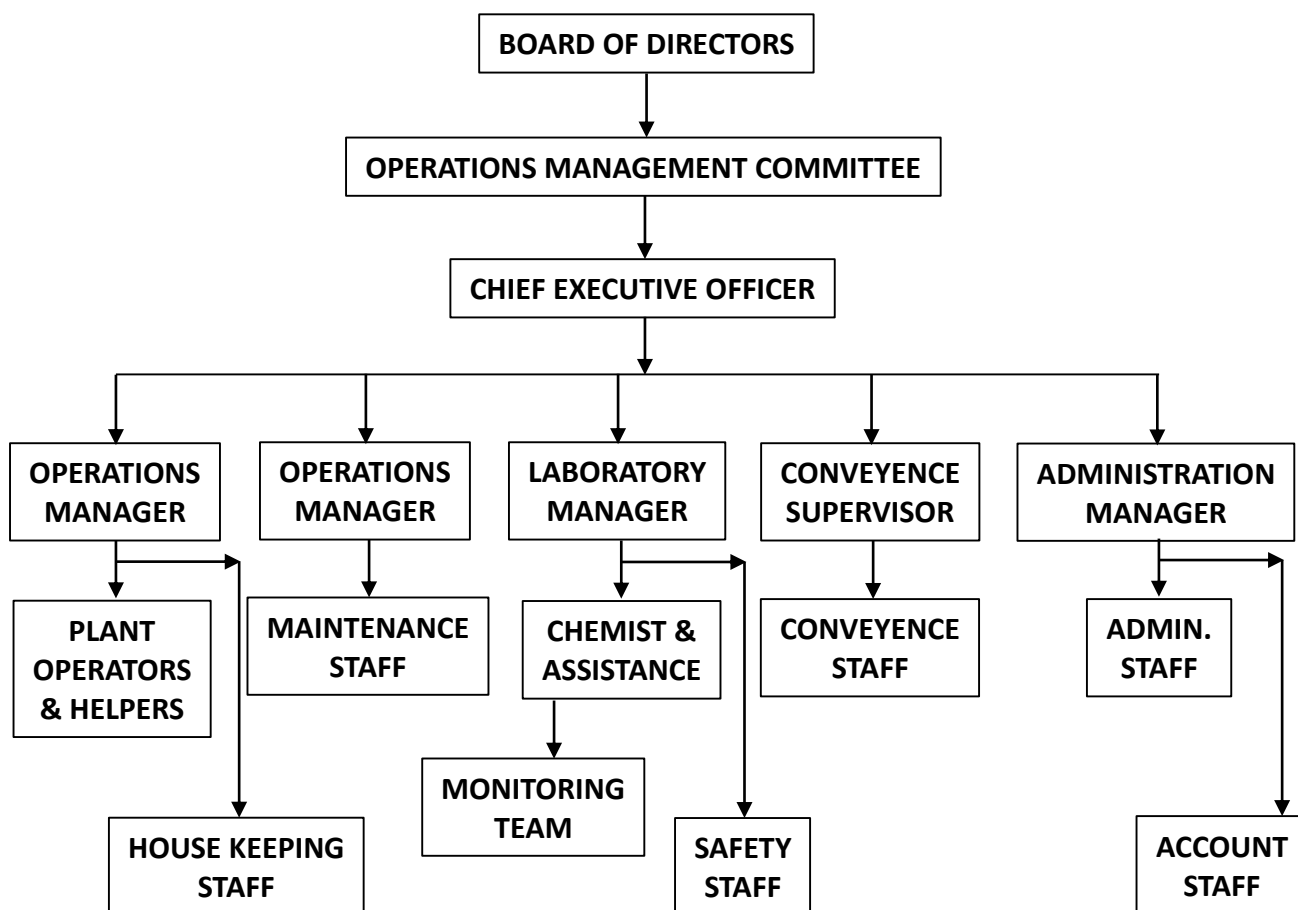 BOARD OF DIRECTORS
OPERATIONS MANAGEMENT COMMITTEE
CHIEF EXECUTIVE OFFICER
OPERATIONS
MANAGER
OPERATIONS
MANAGER
LABORATORY
MANAGER
CONVEYENCE
SUPERVISOR
ADMINISTRATION
MANAGER
PLANT
OPERATORS
& HELPERS
MAINTENANCE
STAFF
CHEMIST &
ASSISTANCE
CONVEYENCE
STAFF
ADMIN.
STAFF
MONITORING
TEAM
HOUSE KEEPING
STAFF
SAFETY
STAFF
ACCOUNT
STAFF